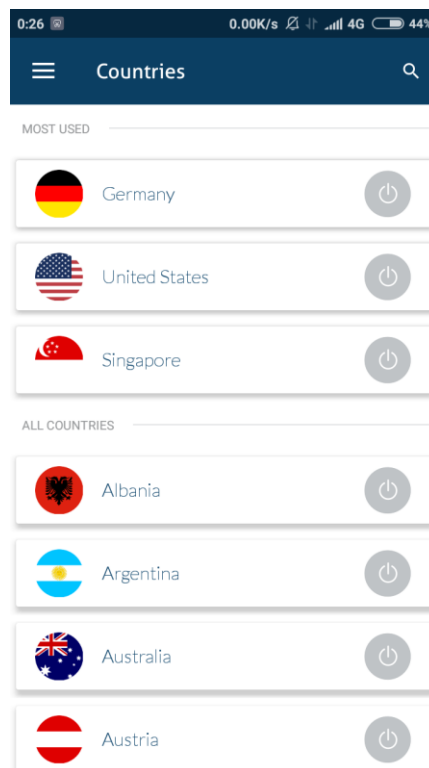 0:26 0.00K/s 4G 44%
Countries
MOST USED
Germany
United States
Singapore
ALL COUNTRIES
Albania
Argentina
Australia
Austria